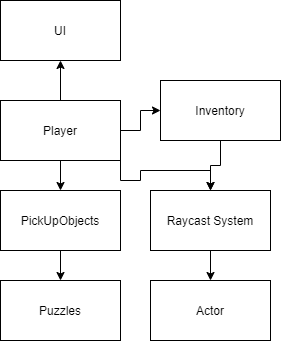 UI
Player
Inventory
PickUpObjects
Raycast System
Puzzles
Actor